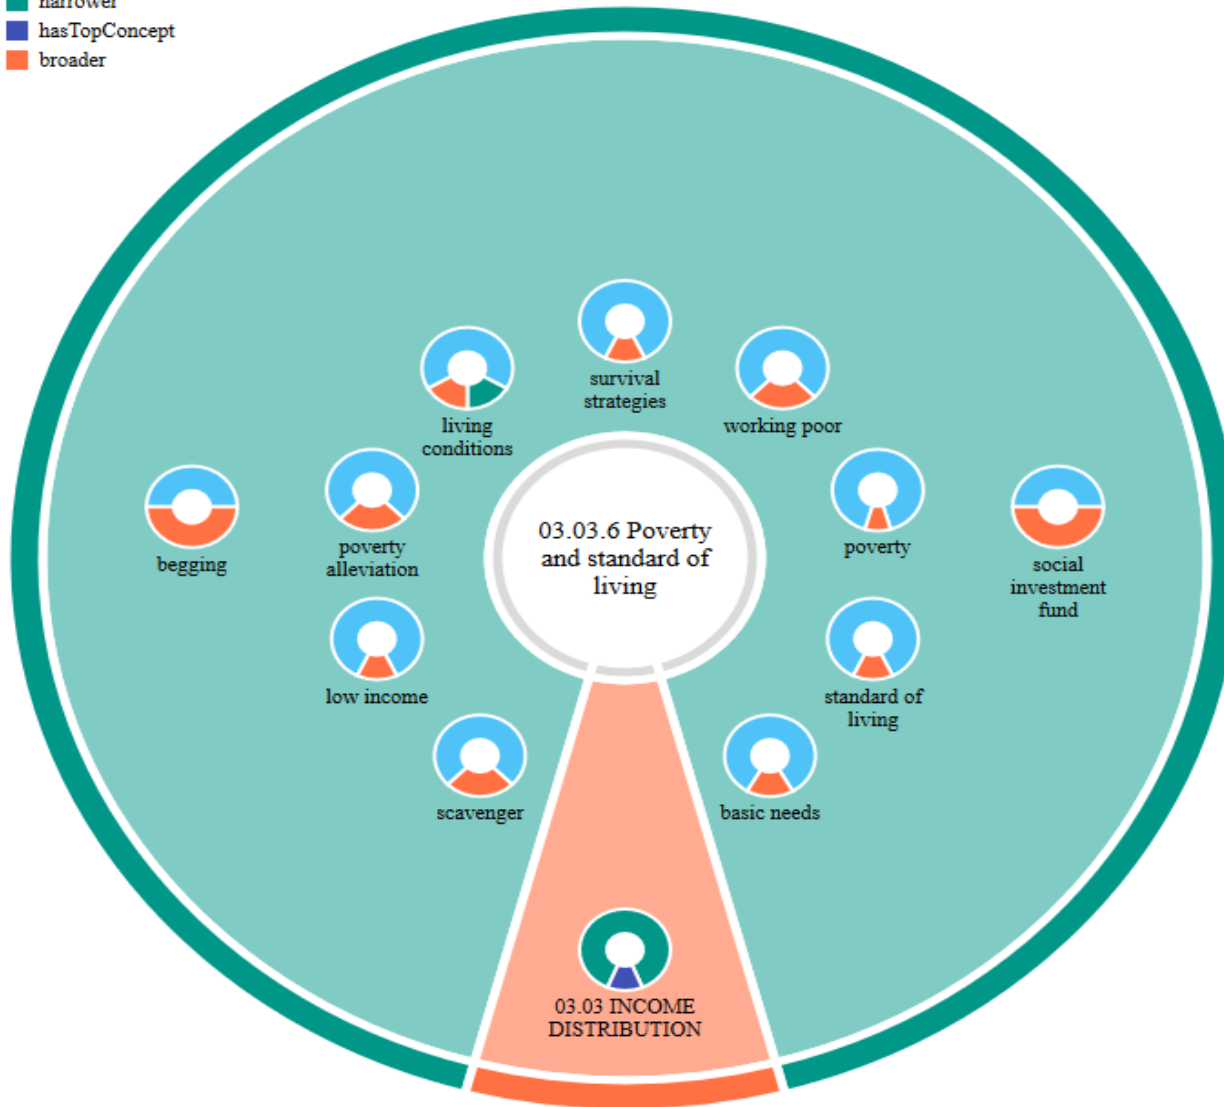 narrower
hasTopConcept
broader
survival
strategies
living
conditions
working poor
begging
poverty
alleviation
03.03.6 Poverty
and standard of
living
poverty
social
investment
fund
low income
standard of
living
scavenger
basic needs
03.03 INCOME
DISTRIBUTION